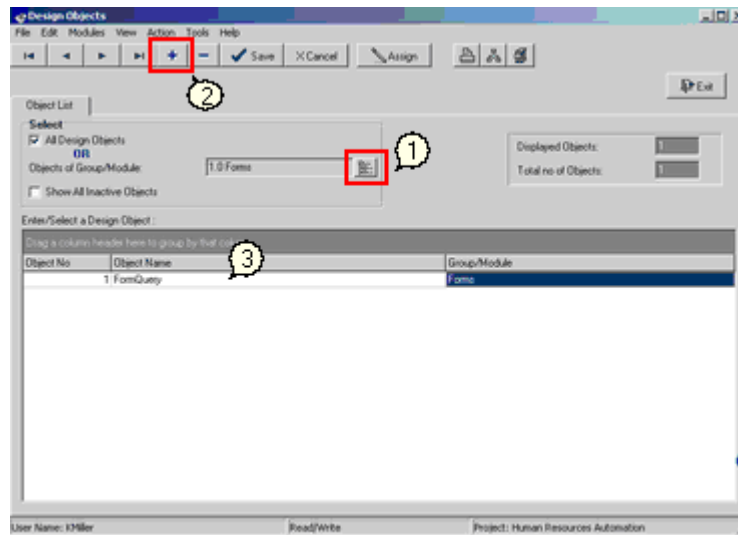 Design Objects
File Edit Modules View Action Tools Help
Save Cancel Assign
2
Exit
Object List
Select
All Design Objects
OR
Objects of Group/Module: 1.0 Forms
1
Show All Inactive Objects
Displayed Objects: 1
Total no of Objects: 1
Enter/Select a Design Object :
Drag a column header here to group by that
3
Object No Object Name Group/Module
1 FormQuery Forms
User Name: KMiller Read/Write Project: Human Resources Automation